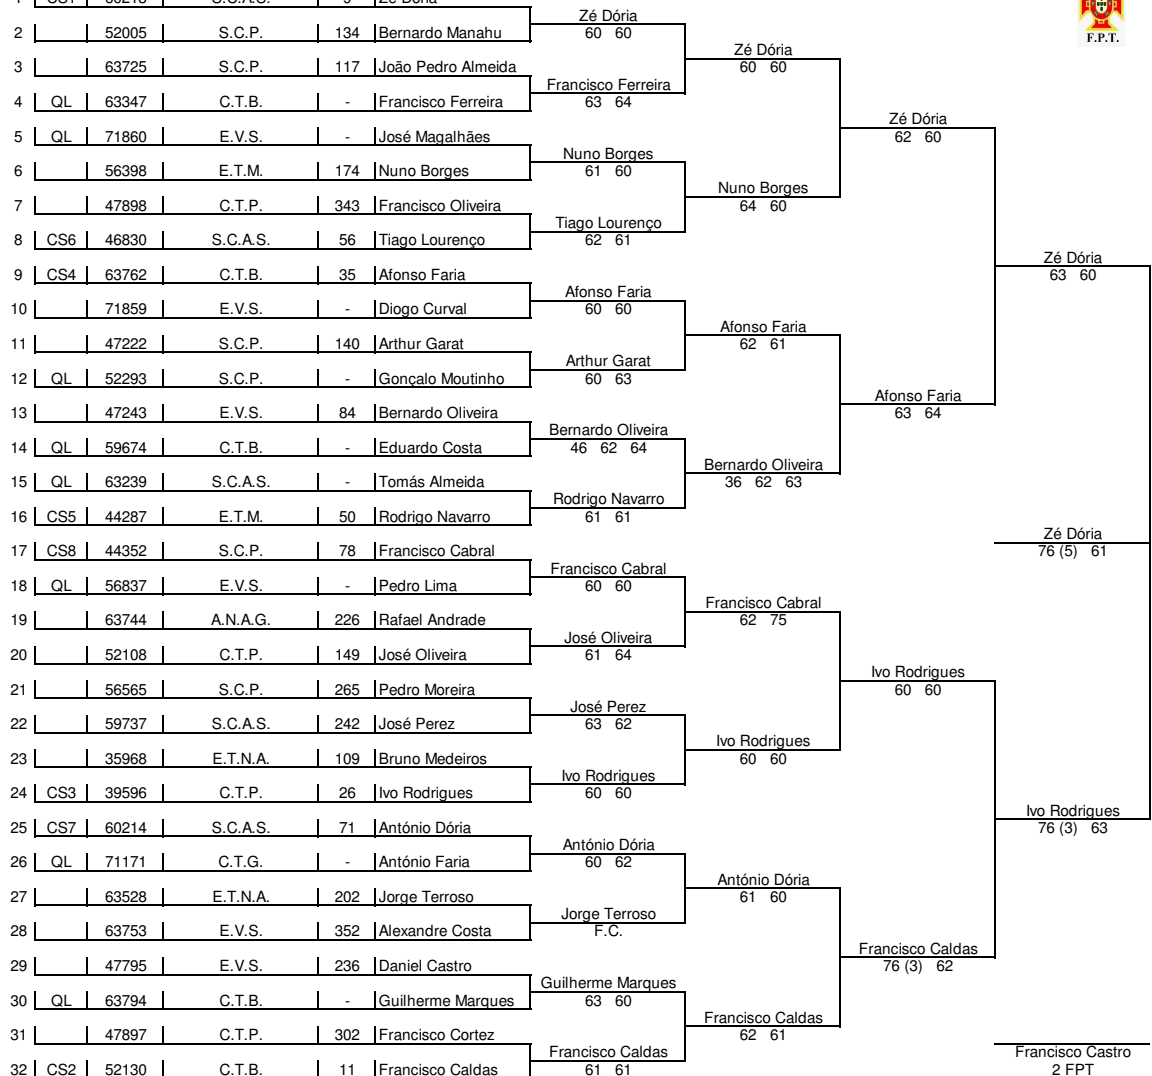 Zé Dória
2 52005 S.C.P. 134 Bernardo Manahu
Zé Dória
60 60
F.P.T.
Zé Dória
60 60
3 63725 S.C.P. 117 João Pedro Almeida
Francisco Ferreira
63 64
4 QL 63347 C.T.B. - Francisco Ferreira
Zé Dória
62 60
5 QL 71860 E.V.S. - José Magalhães
Nuno Borges
61 60
6 56398 E.T.M. 174 Nuno Borges
Nuno Borges
64 60
7 47898 C.T.P. 343 Francisco Oliveira
Tiago Lourenço
62 61
8 CS6 46830 S.C.A.S. 56 Tiago Lourenço
Zé Dória
63 60
9 CS4 63762 C.T.B. 35 Afonso Faria
Afonso Faria
60 60
10 71859 E.V.S. - Diogo Curval
Afonso Faria
62 61
11 47222 S.C.P. 140 Arthur Garat
Arthur Garat
60 63
12 QL 52293 S.C.P. - Gonçalo Moutinho
Afonso Faria
63 64
13 47243 E.V.S. 84 Bernardo Oliveira
Bernardo Oliveira
46 62 64
14 QL 59674 C.T.B. - Eduardo Costa
Bernardo Oliveira
36 62 63
15 QL 63239 S.C.A.S. - Tomás Almeida
Rodrigo Navarro
61 61
16 CS5 44287 E.T.M. 50 Rodrigo Navarro
Zé Dória
76 (5) 61
17 CS8 44352 S.C.P. 78 Francisco Cabral
Francisco Cabral
60 60
18 QL 56837 E.V.S. - Pedro Lima
Francisco Cabral
62 75
19 63744 A.N.A.G. 226 Rafael Andrade
José Oliveira
61 64
20 52108 C.T.P. 149 José Oliveira
Ivo Rodrigues
60 60
21 56565 S.C.P. 265 Pedro Moreira
José Perez
63 62
22 59737 S.C.A.S. 242 José Perez
Ivo Rodrigues
60 60
23 35968 E.T.N.A. 109 Bruno Medeiros
Ivo Rodrigues
60 60
24 CS3 39596 C.T.P. 26 Ivo Rodrigues
Ivo Rodrigues
76 (3) 63
25 CS7 60214 S.C.A.S. 71 António Dória
António Dória
60 62
26 QL 71171 C.T.G. - António Faria
António Dória
61 60
27 63528 E.T.N.A. 202 Jorge Terroso
Jorge Terroso
F.C.
28 63753 E.V.S. 352 Alexandre Costa
Francisco Caldas
76 (3) 62
29 47795 E.V.S. 236 Daniel Castro
Guilherme Marques
63 60
30 QL 63794 C.T.B. - Guilherme Marques
Francisco Caldas
62 61
31 47897 C.T.P. 302 Francisco Cortez
Francisco Caldas
61 61
Francisco Castro
2 FPT
32 CS2 52130 C.T.B. 11 Francisco Caldas